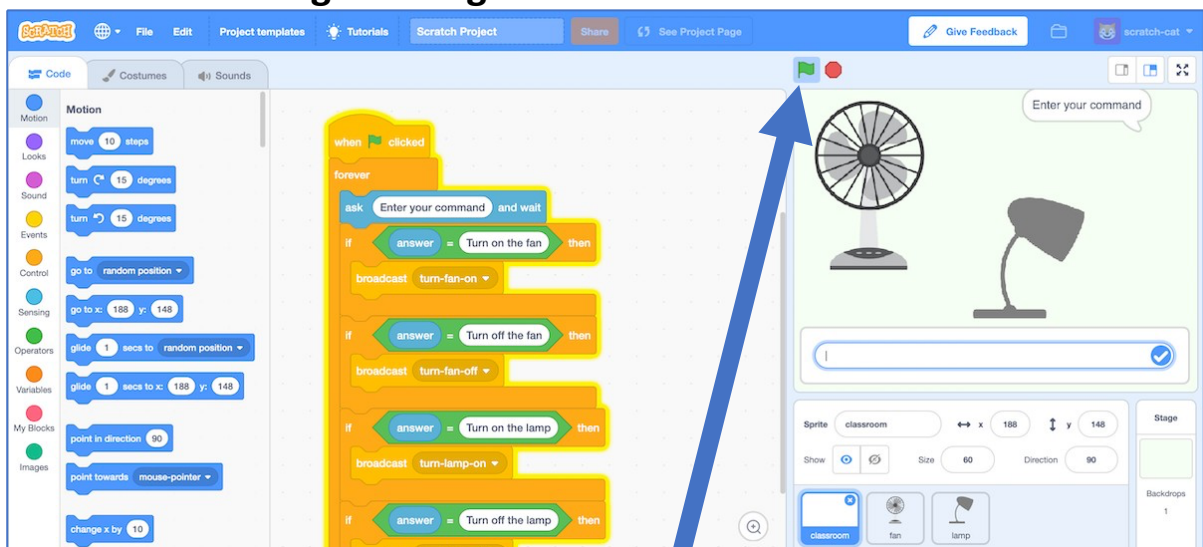 SCRATCH File Edit Project templates Tutorials Scratch Project Share See Project Page Give Feedback scratch-cat
Code Costumes Sounds
Motion
Looks
Sound
Events
Control
Sensing
Operators
Variables
My Blocks
Images
Motion
move 10 steps
turn 15 degrees
turn 15 degrees
go to random position
go to x: 188 y: 148
glide 1 secs to random position
glide 1 secs to x: 188 y: 148
point in direction 90
point towards mouse-pointer
change x by 10
when clicked
forever
ask Enter your command and wait
if answer = Turn on the fan then
broadcast turn-fan-on
if answer = Turn off the fan then
broadcast turn-fan-off
if answer = Turn on the lamp then
broadcast turn-lamp-on
if answer = Turn off the lamp then
Enter your command
Sprite classroom x 188 y 148
Show Size 60 Direction 90
classroom fan lamp
Stage
Backdrops
1